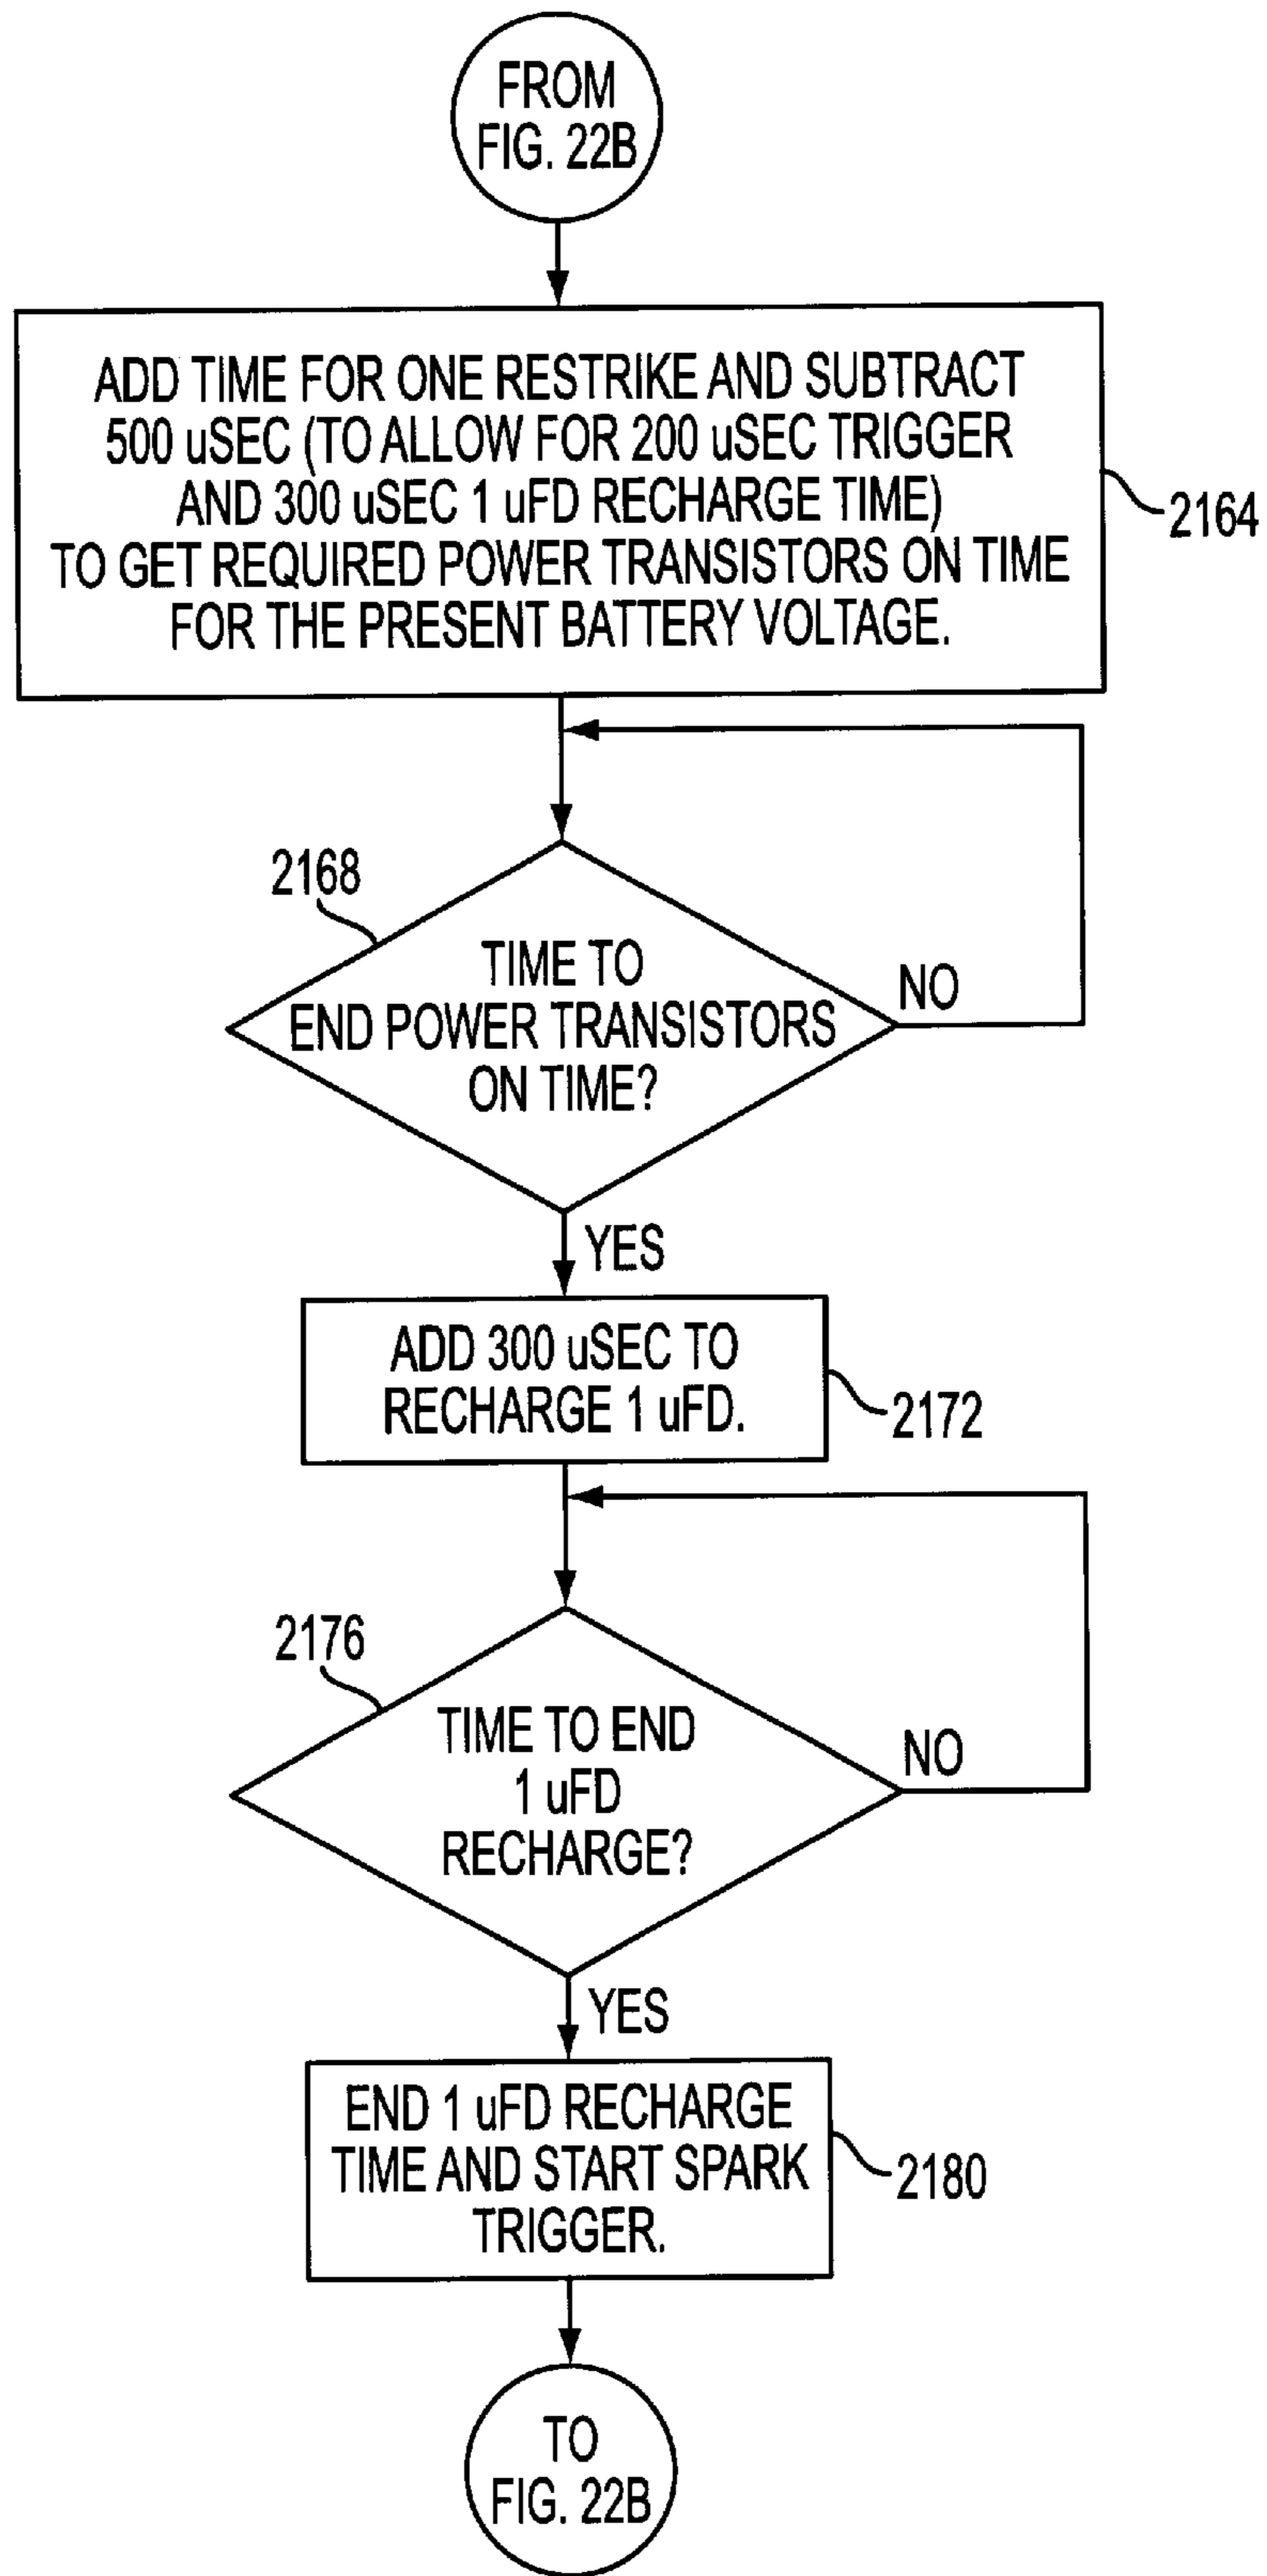 FROM
FIG. 22B
ADD TIME FOR ONE RESTRIKE AND SUBTRACT
500 uSEC (TO ALLOW FOR 200 uSEC TRIGGER
AND 300 uSEC 1 uFD RECHARGE TIME)
TO GET REQUIRED POWER TRANSISTORS ON TIME
FOR THE PRESENT BATTERY VOLTAGE.
2164
2168
TIME TO
END POWER TRANSISTORS
ON TIME?
NO
YES
ADD 300 uSEC TO
RECHARGE 1 uFD.
2172
2176
TIME TO END
1 uFD
RECHARGE?
NO
YES
END 1 uFD RECHARGE
TIME AND START SPARK
TRIGGER.
2180
TO
FIG. 22B